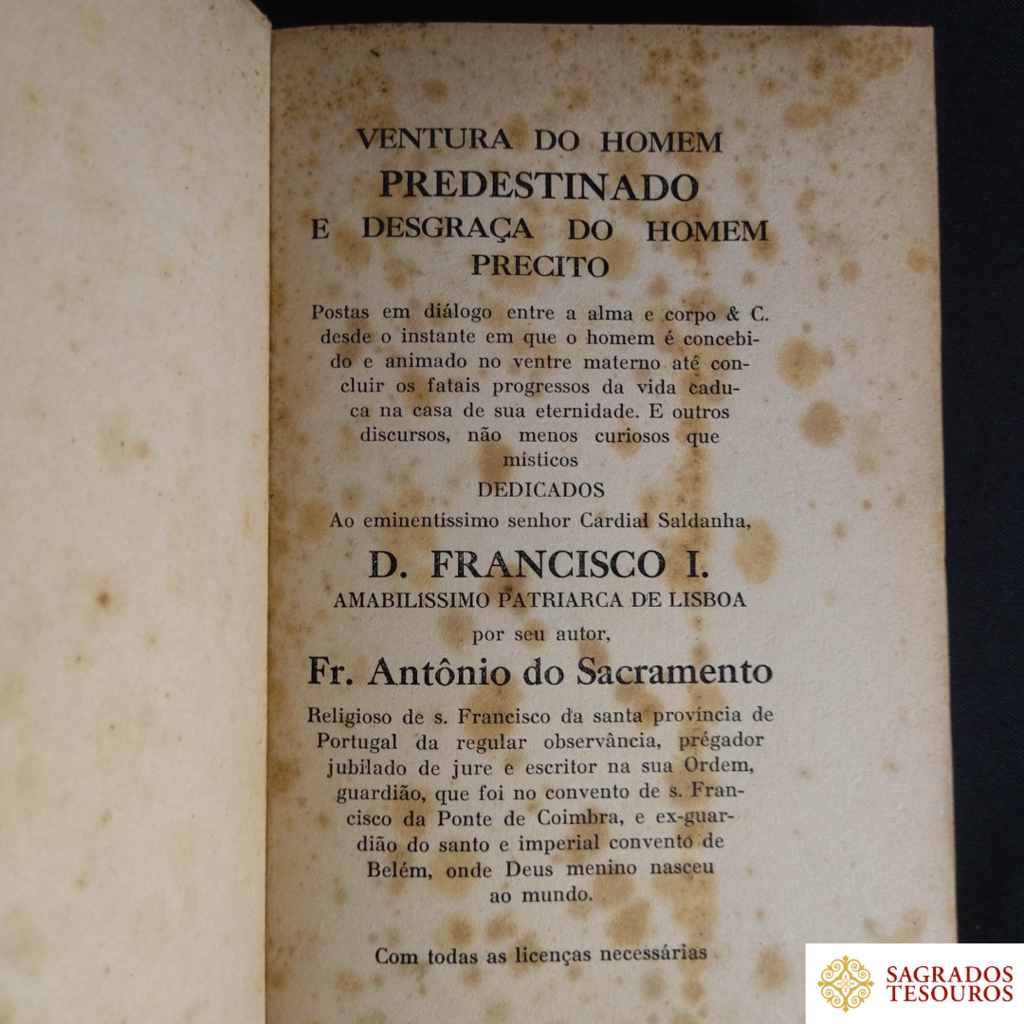 VENTURA DO HOMEM
PREDESTINADO
E DESGRAÇA DO HOMEM
PRECITO
Postas em diálogo entre a alma e corpo & C.
desde o instante em que o homem é concebi-
do e animado no ventre materno até con-
cluir os fatais progressos da vida cadu-
ca na casa de sua eternidade. E outros
discursos, não menos curiosos que
místicos
DEDICADOS
Ao eminentíssimo senhor Cardial Saldanha,
D. FRANCISCO I.
AMABILÍSSIMO PATRIARCA DE LISBOA
por seu autor,
Fr. Antônio do Sacramento
Religioso de s. Francisco da santa província de
Portugal da regular observância, prégador
jubilado de jure e escritor na sua Ordem,
guardião, que foi no convento de s. Fran-
cisco da Ponte de Coimbra, e ex-guar-
dião do santo e imperial convento de
Belém, onde Deus menino nasceu
ao mundo.
Com todas as licenças necessárias
SAGRADOS
TESOUROS